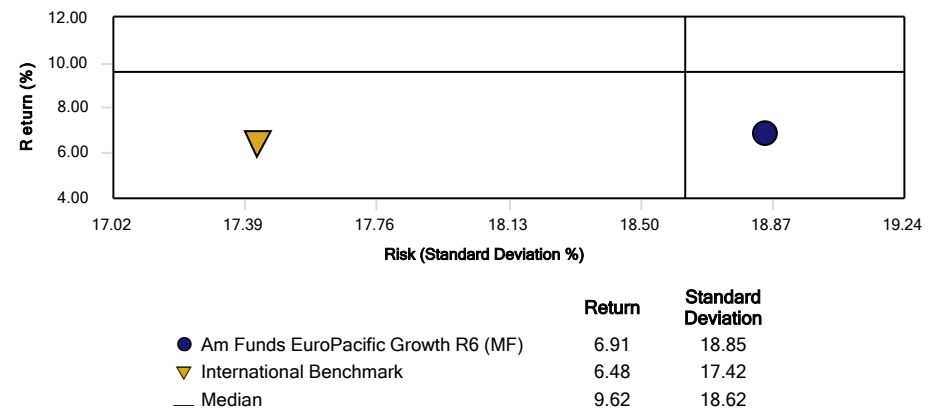 12.00
10.00
8.00
6.00
4.00
Return (%)
17.02 17.39 17.76 18.13 18.50 18.87 19.24
Risk (Standard Deviation %)
Return Standard Deviation
Am Funds EuroPacific Growth R6 (MF) 6.91 18.85
International Benchmark 6.48 17.42
Median 9.62 18.62